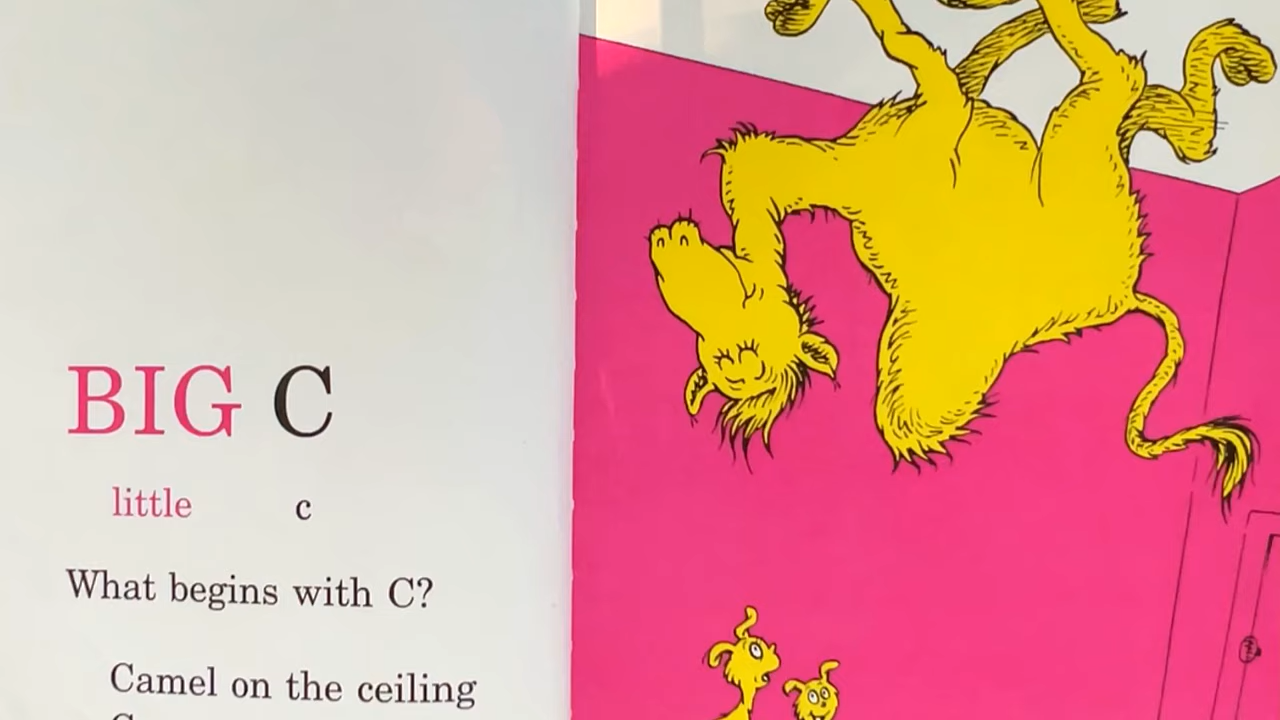 BIG C
little c
What begins with C?
Camel on the ceiling